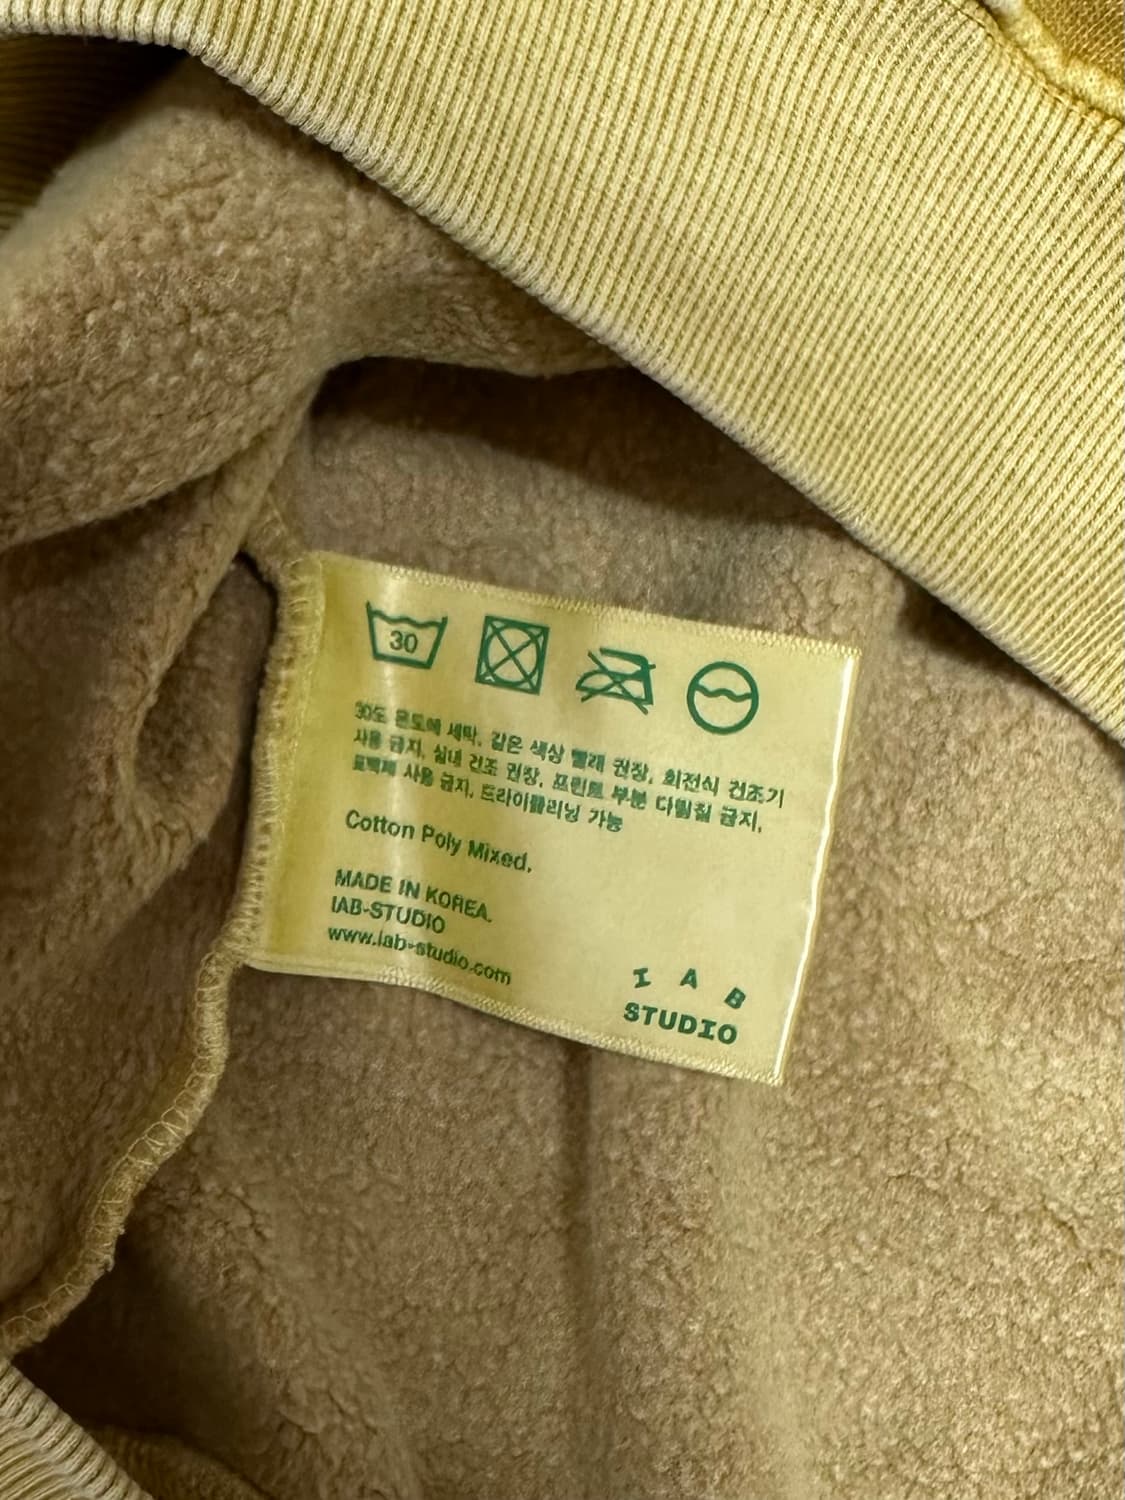 30
30도 온도에 세탁, 같은 색상 빨래 권장, 회전식 건조기
사용 금지, 실내 건조 권장, 프린트 부분 다림질 금지,
표백제 사용 금지, 드라이클리닝 가능
Cotton Poly Mixed,
MADE IN KOREA.
IAB-STUDIO
www.iab-studio.com
I A B
STUDIO